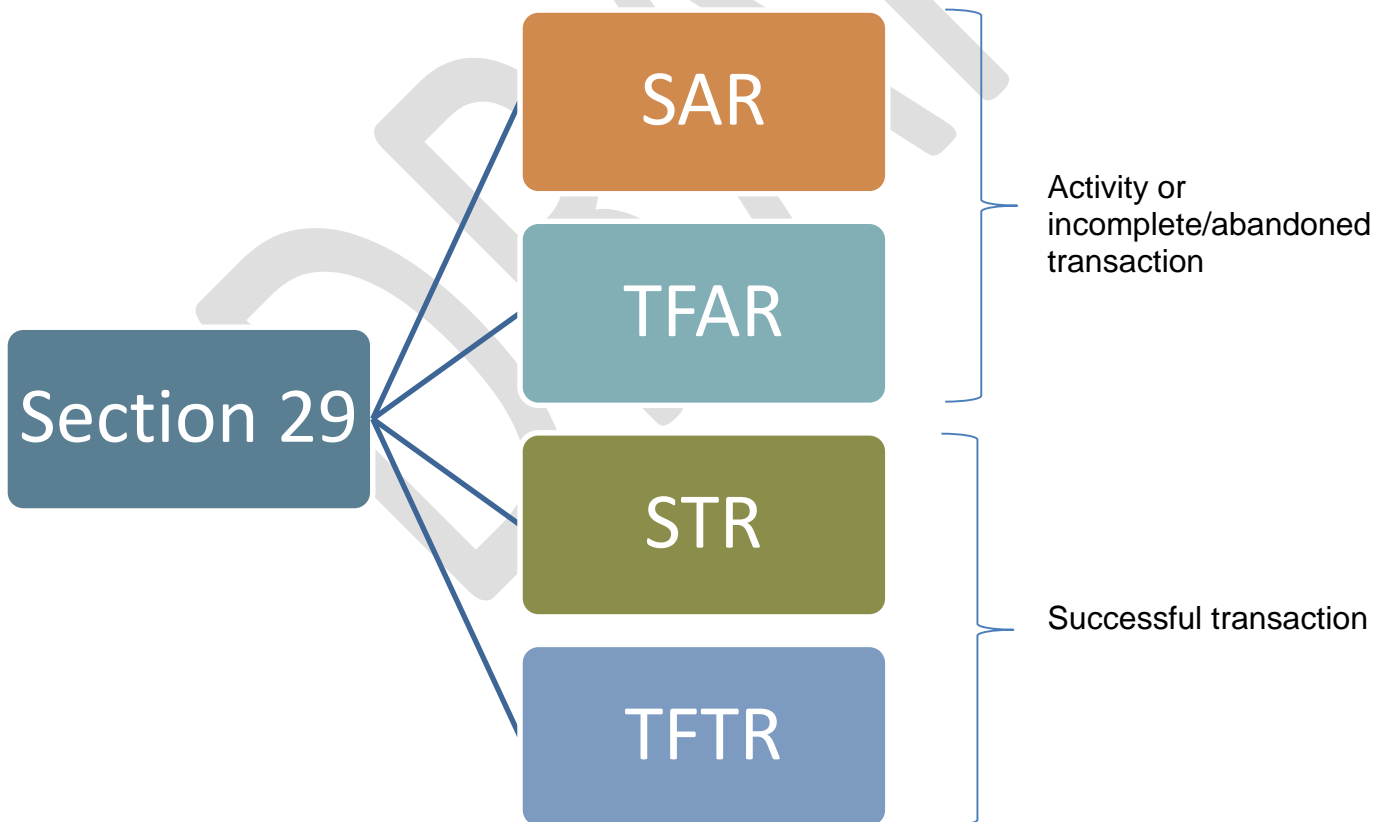 SAR
TFAR
Section 29
STR
TFTR
Activity or
incomplete/abandoned
transaction
Successful transaction